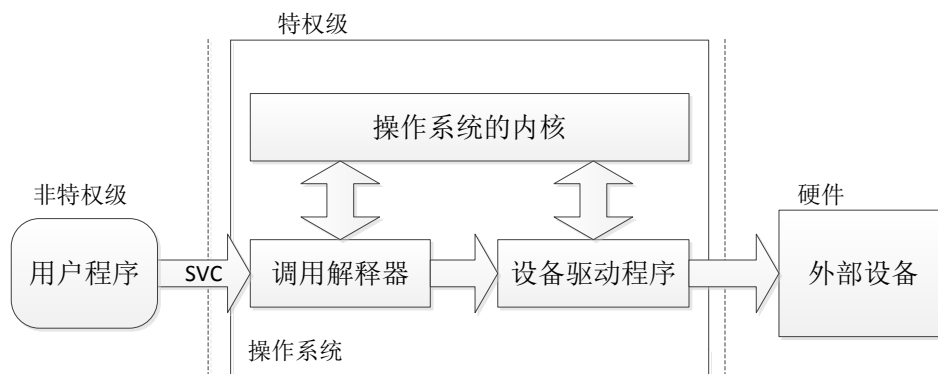 特权级
操作系统的内核
非特权级
硬件
用户程序
SVC
调用解释器
设备驱动程序
外部设备
操作系统